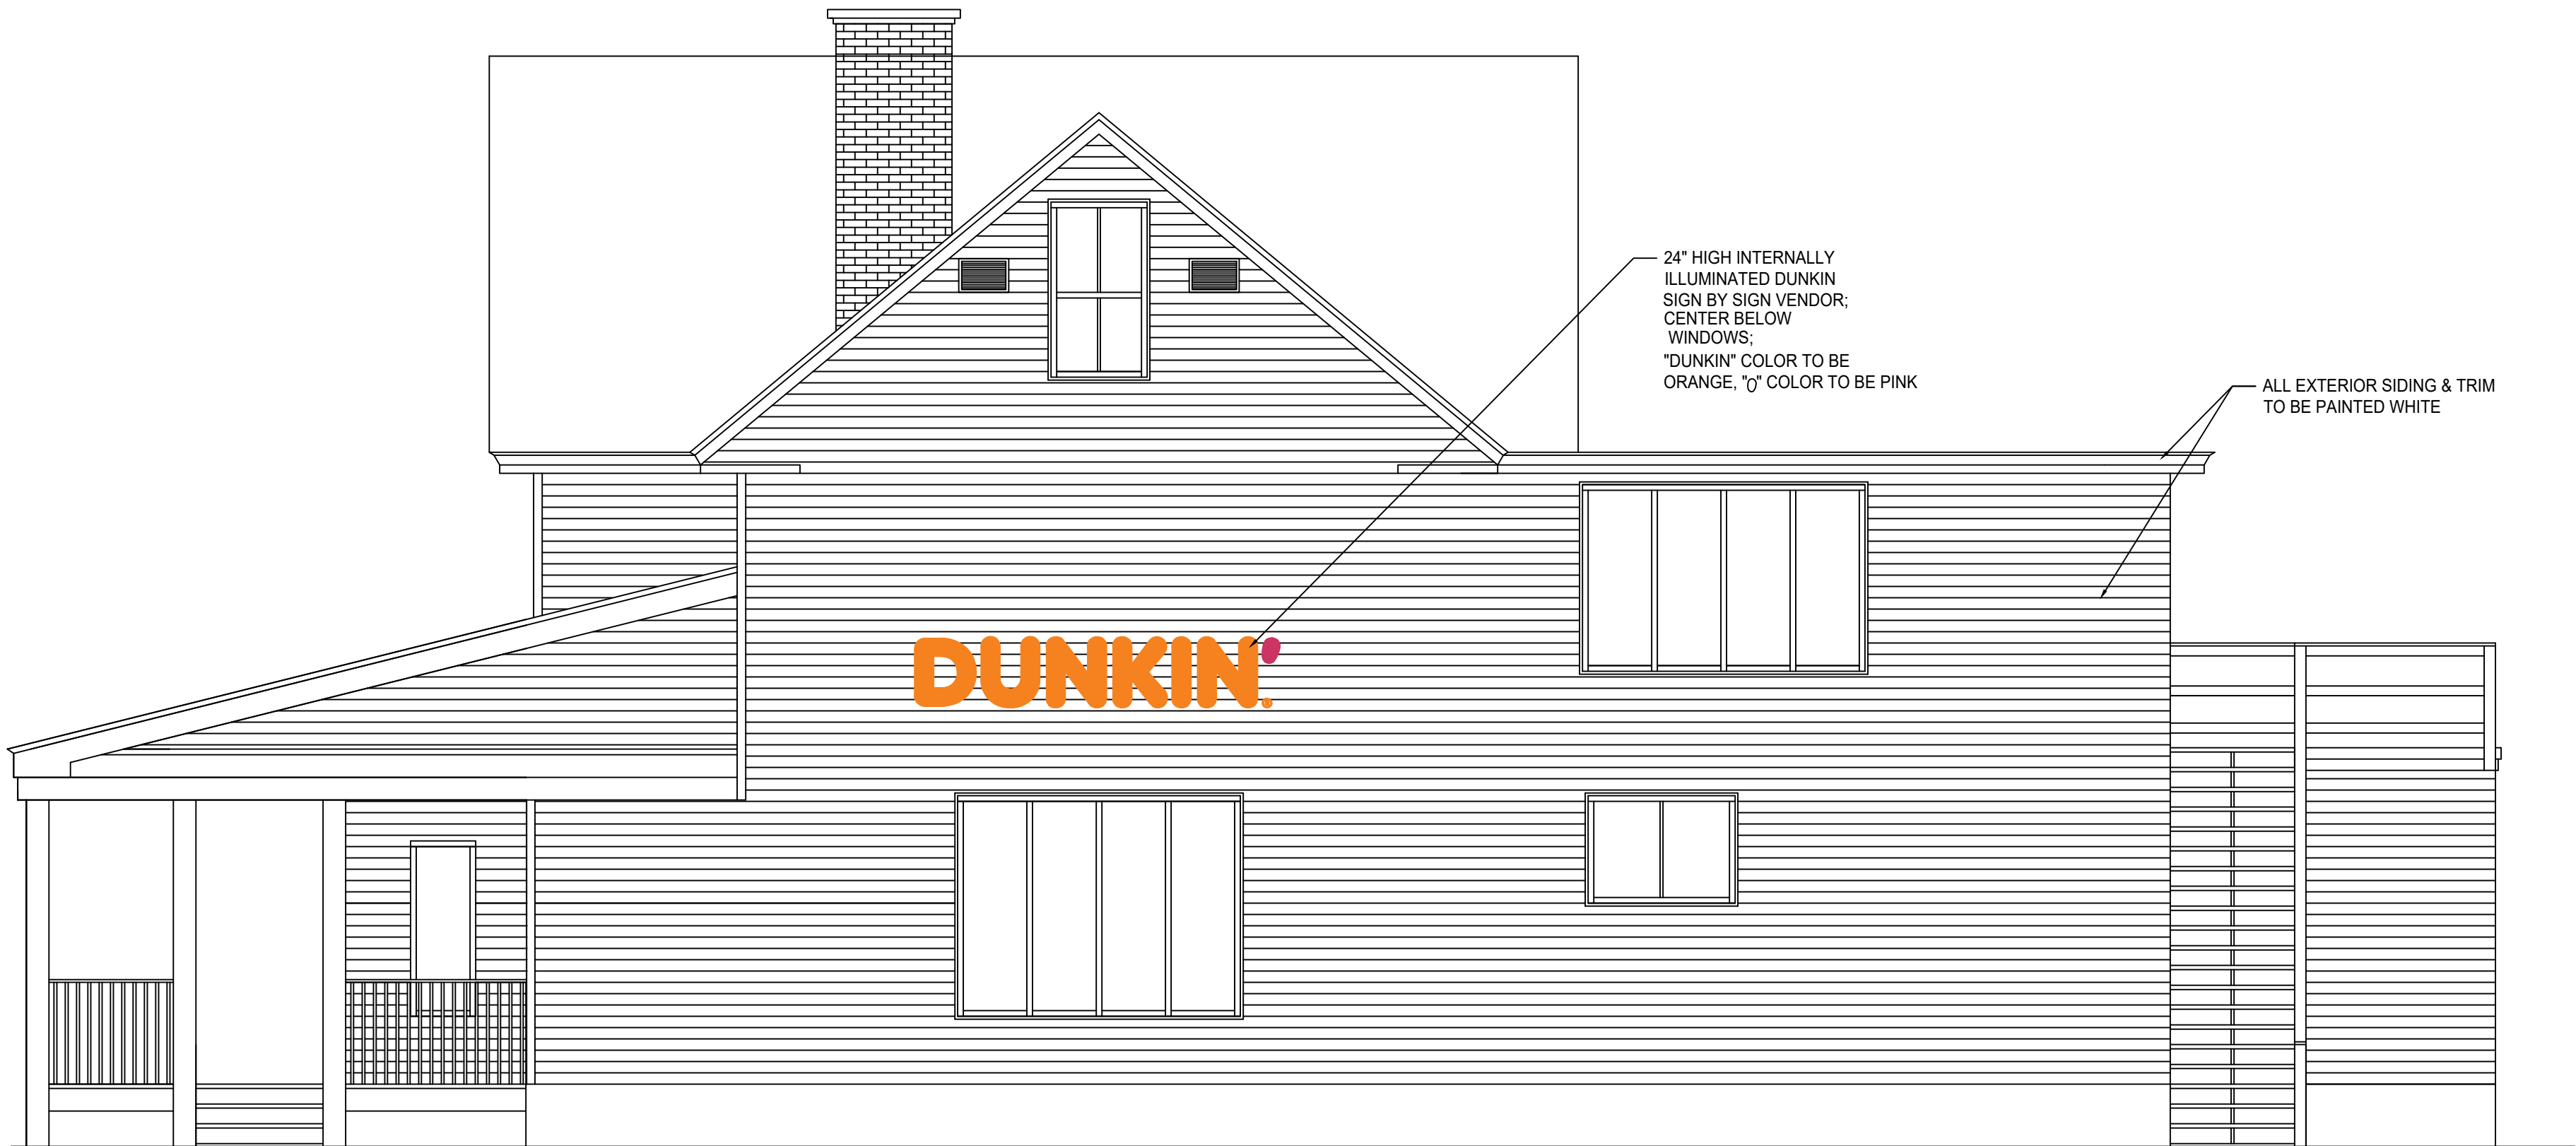 24" HIGH INTERNALLY
ILLUMINATED DUNKIN
SIGN BY SIGN VENDOR;
CENTER BELOW
WINDOWS;
"DUNKIN" COLOR TO BE
ORANGE, "()" COLOR TO BE PINK
ALL EXTERIOR SIDING & TRIM
TO BE PAINTED WHITE
DUNKIN'®